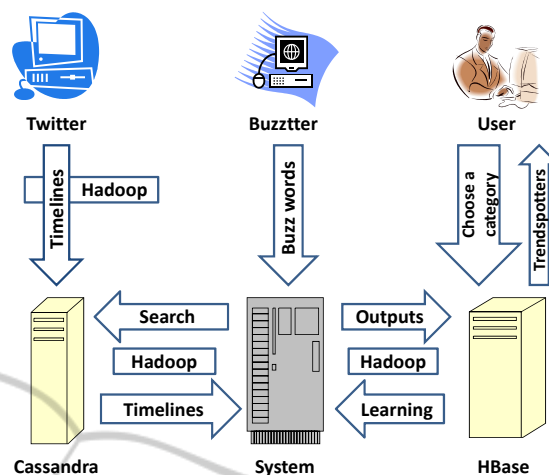 Twitter
Buzztter
User
Timelines
Hadoop
Buzz words
Choose a
category
Trendspotters
Search
Outputs
Hadoop
Hadoop
Timelines
Learning
Cassandra
System
HBase